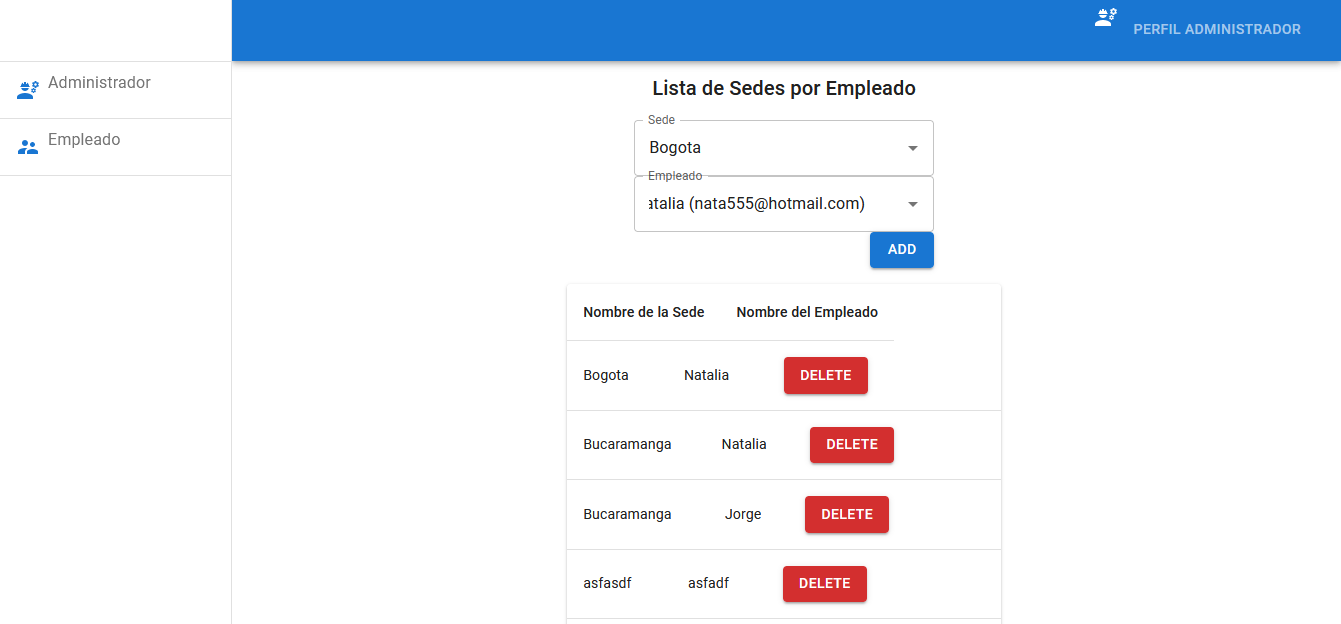 PERFIL ADMINISTRADOR
Administrador
Empleado
Lista de Sedes por Empleado
Sede
Bogota
Empleado
atalia (nata555@hotmail.com)
ADD
Nombre de la Sede Nombre del Empleado
Bogota Natalia DELETE
Bucaramanga Natalia DELETE
Bucaramanga Jorge DELETE
asfasdf asfadf DELETE